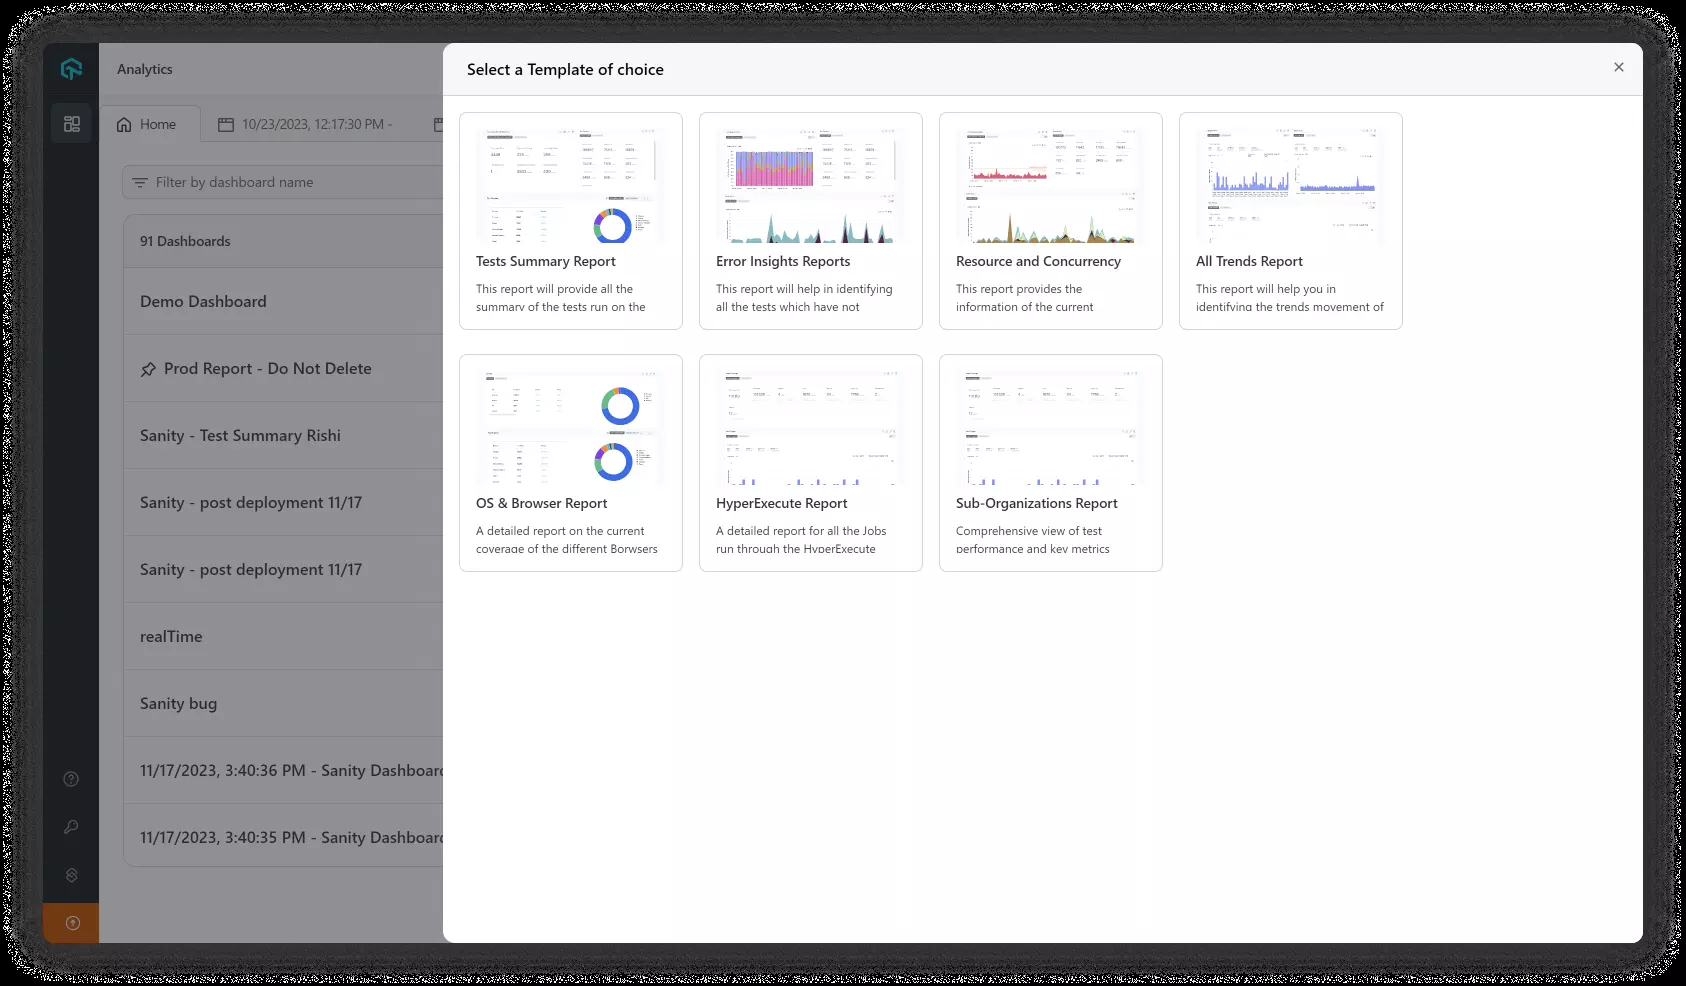 Analytics
Select a Template of choice
Home
10/23/2023, 12:17:30 PM -
Filter by dashboard name
91 Dashboards
Demo Dashboard
Prod Report - Do Not Delete
Sanity - Test Summary Rishi
Sanity - post deployment 11/17
Sanity - post deployment 11/17
realTime
Sanity bug
11/17/2023, 3:40:36 PM - Sanity Dashboard
11/17/2023, 3:40:35 PM - Sanity Dashboard
Tests Summary Report
This report will provide all the
summary of the tests run on the
Error Insights Reports
This report will help in identifying
all the tests which have not
Resource and Concurrency
This report provides the
information of the current
All Trends Report
This report will help you in
identifying the trends movement of
OS & Browser Report
A detailed report on the current
coverage of the different Borwsers
HyperExecute Report
A detailed report for all the Jobs
run through the HyperExecute
Sub-Organizations Report
Comprehensive view of test
performance and key metrics